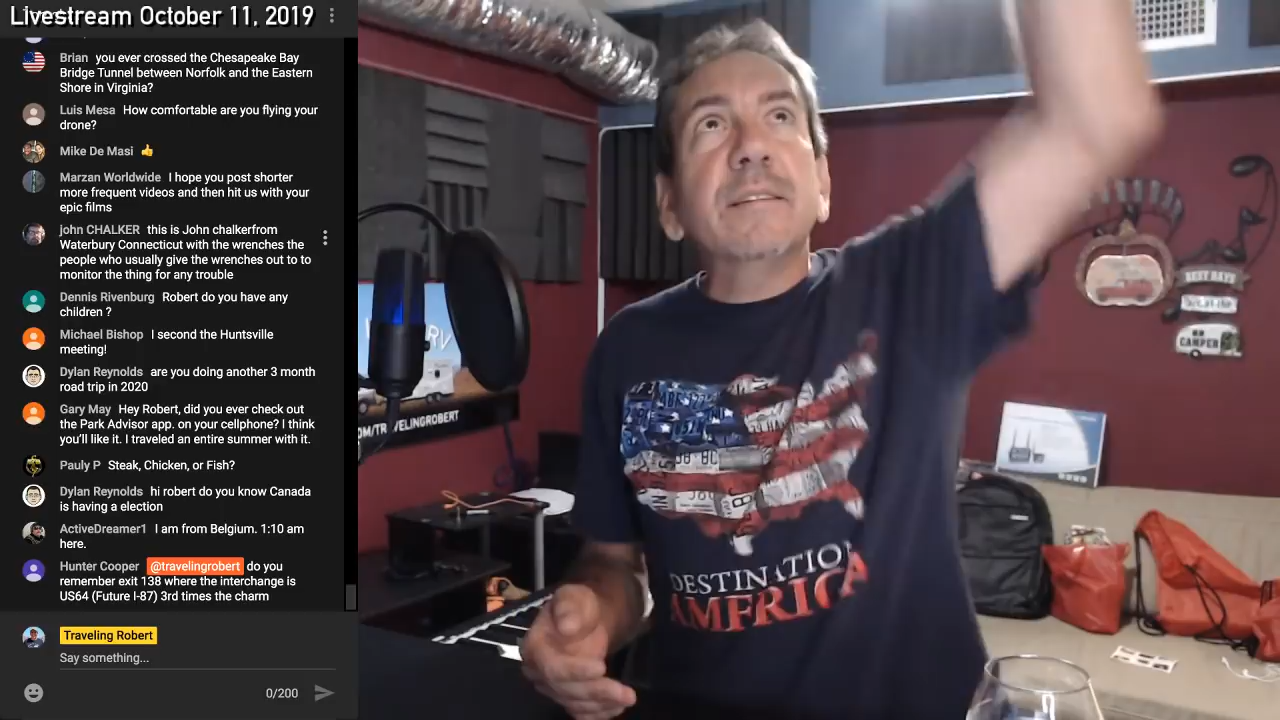 Livestream October 11, 2019
Brian you ever crossed the Chesapeake Bay
Bridge Tunnel between Norfolk and the Eastern
Shore in Virginia?
Luis Mesa How comfortable are you flying your
drone?
Mike De Masi 👍
Marzan Worldwide I hope you post shorter
more frequent videos and then hit us with your
epic films
john CHALKER this is John chalkerfrom
Waterbury Connecticut with the wrenches the
people who usually give the wrenches out to to
monitor the thing for any trouble
Dennis Rivenburg Robert do you have any
children ?
Michael Bishop I second the Huntsville
meeting!
Dylan Reynolds are you doing another 3 month
road trip in 2020
Gary May Hey Robert, did you ever check out
the Park Advisor app. on your cellphone? I think
you'll like it. I traveled an entire summer with it.
Pauly P Steak, Chicken, or Fish?
Dylan Reynolds hi robert do you know Canada
is having a election
ActiveDreamer1 I am from Belgium. 1:10 am
here.
Hunter Cooper @travelingrobert do you
remember exit 138 where the interchange is
US64 (Future I-87) 3rd times the charm
Traveling Robert
Say something...
0/200
RV
COM/TRAVELINGROBERT
DESTINATION
AMERICA
BEST DAYS
CAMPER